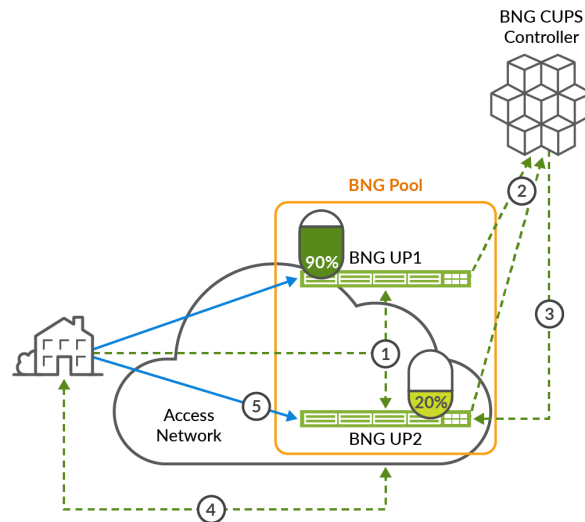 BNG CUPS
Controller
BNG Pool
2
90%
BNG UP1
3
1
20%
5
Access
Network
BNG UP2
4